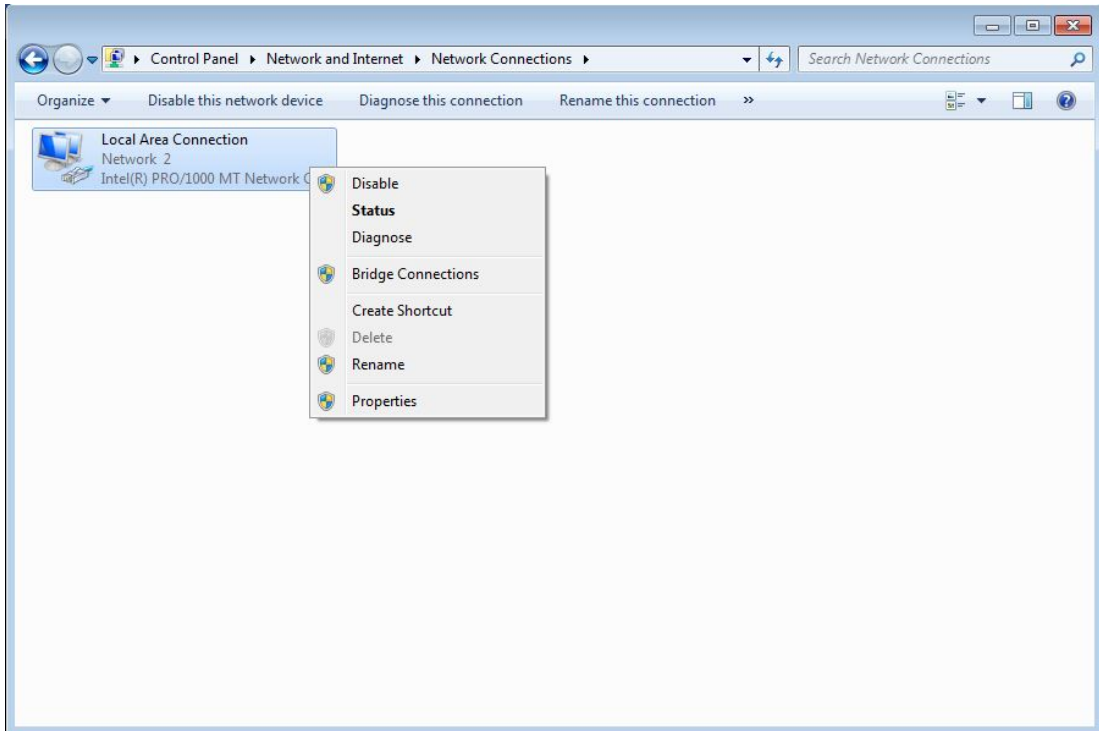 Control Panel Network and Internet Network Connections
Search Network Connections
Organize Disable this network device Diagnose this connection Rename this connection »
Local Area Connection
Network 2
Intel(R) PRO/1000 MT Network C
Disable
Status
Diagnose
Bridge Connections
Create Shortcut
Delete
Rename
Properties